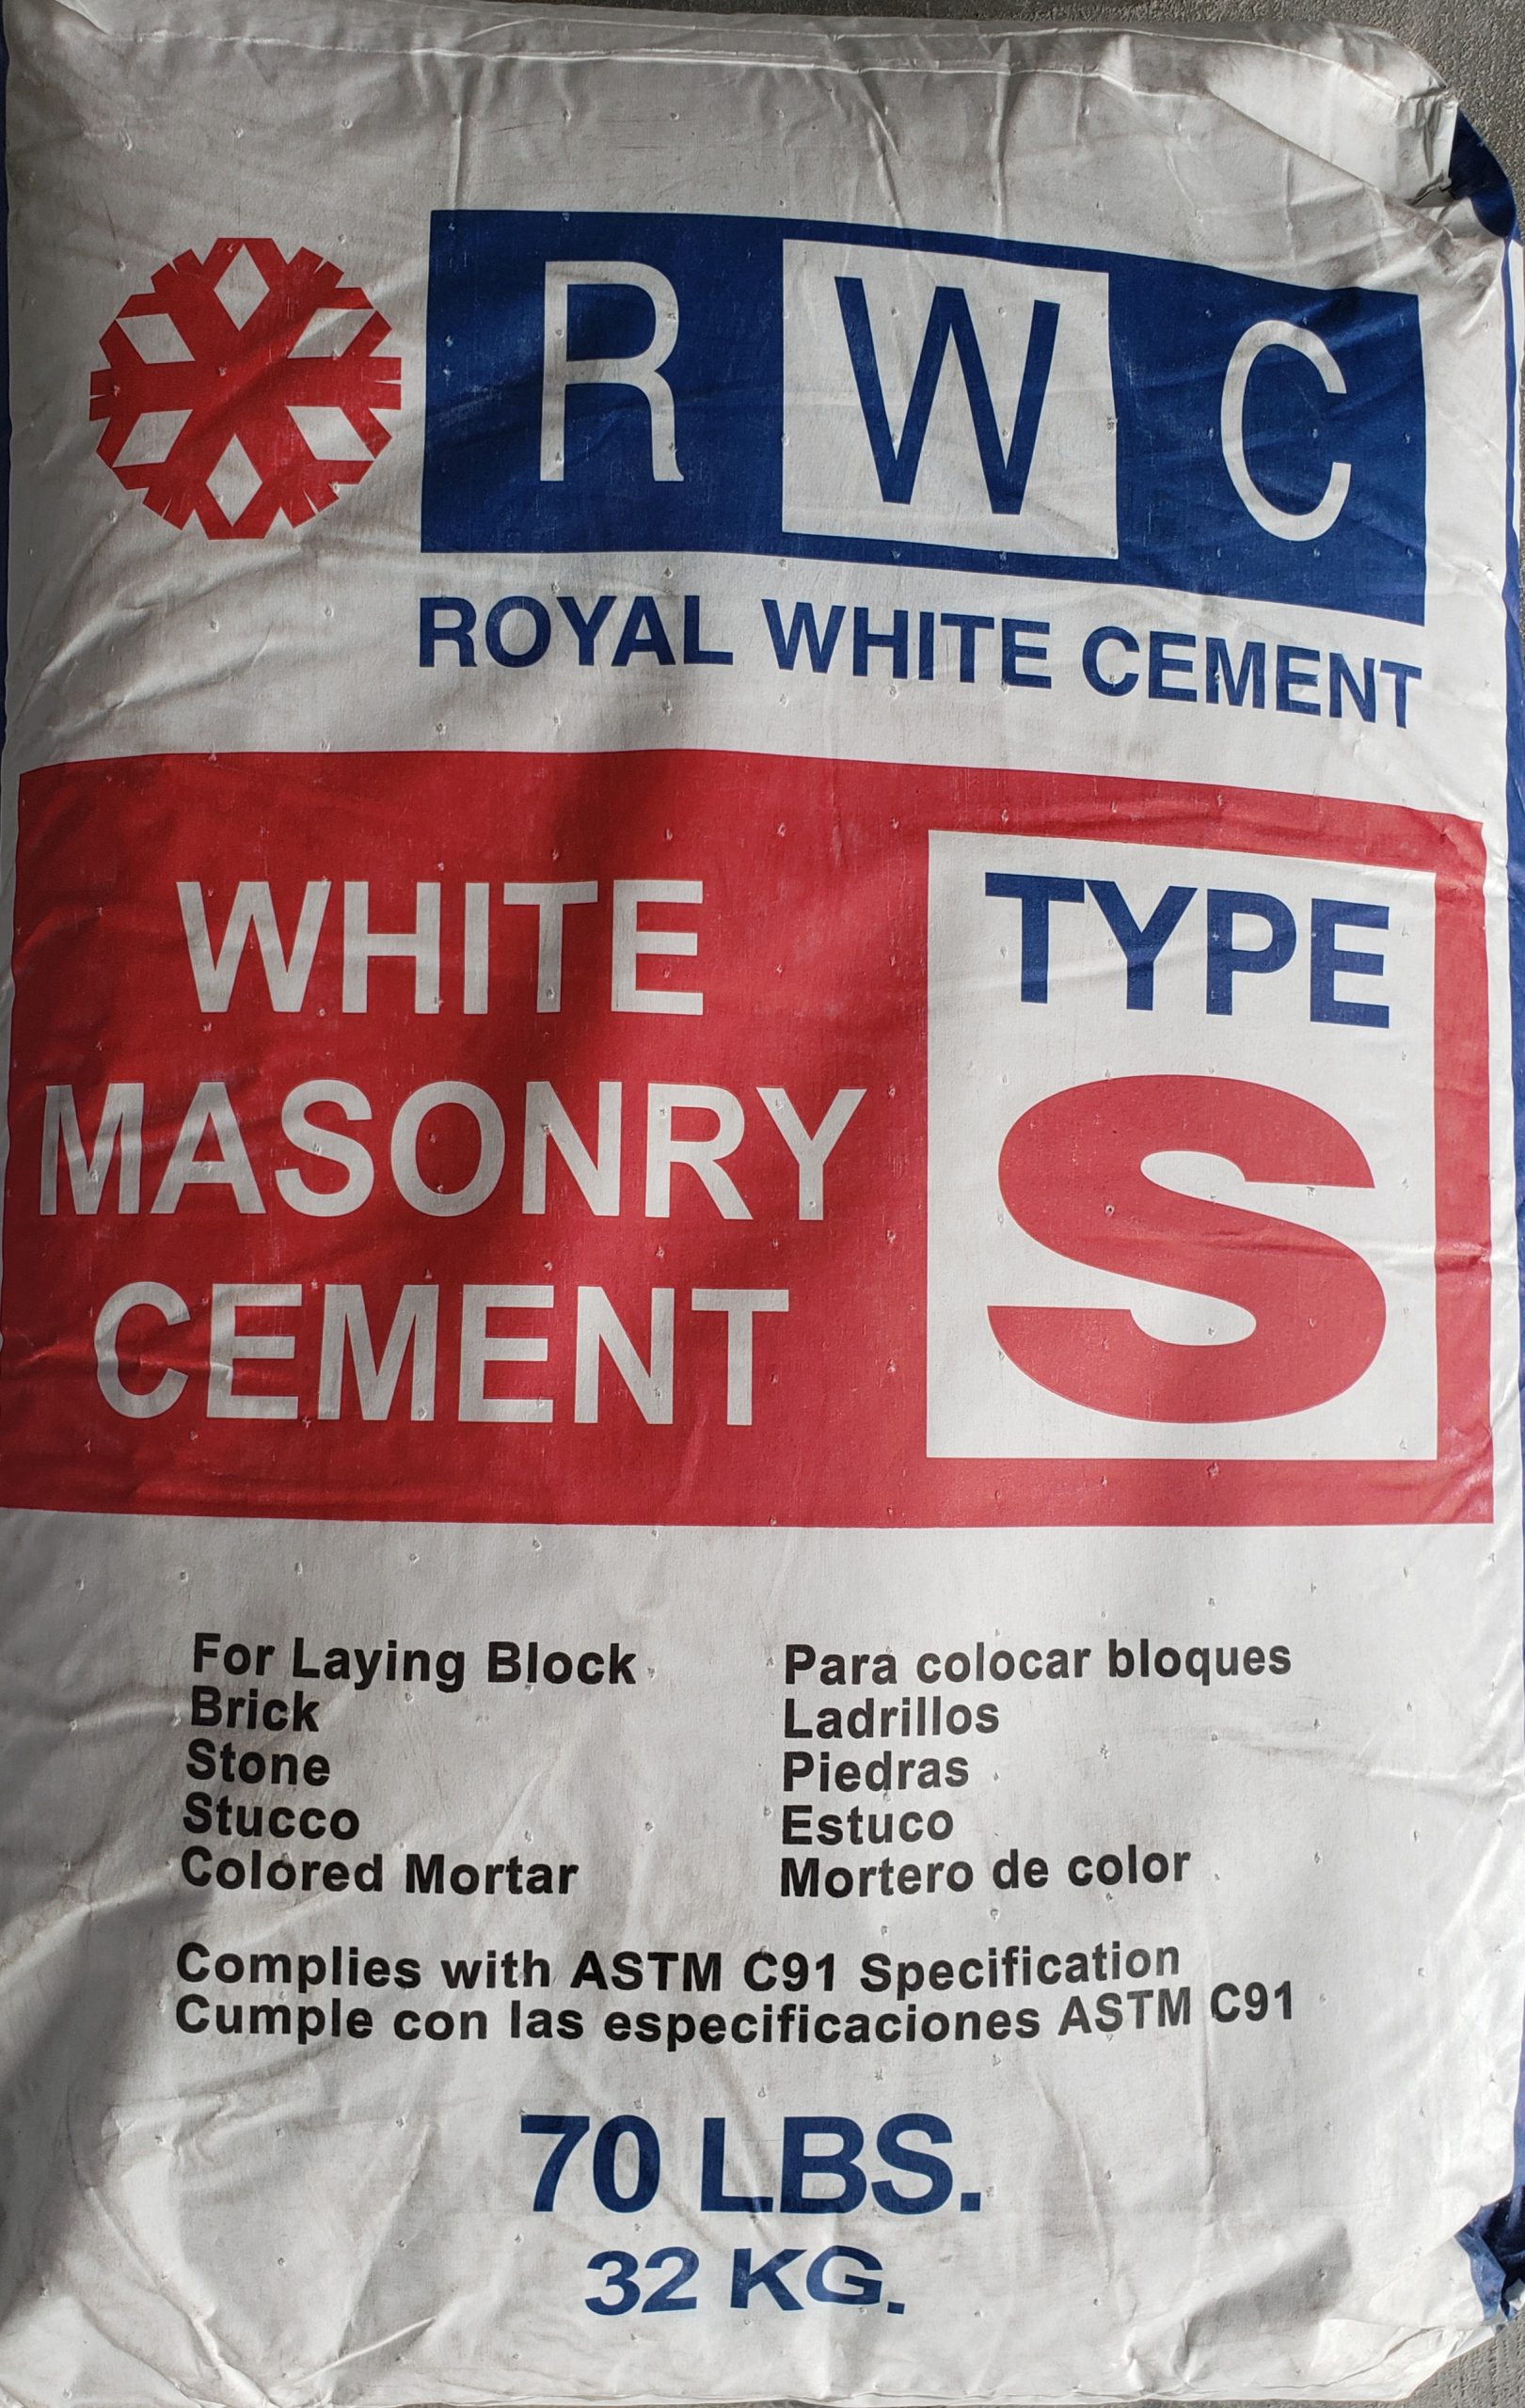 RWC
ROYAL WHITE CEMENT
WHITE
MASONRY
CEMENT
TYPE
S
For Laying Block
Brick
Stone
Stucco
Colored Mortar
Para colocar bloques
Ladrillos
Piedras
Estuco
Mortero de color
Complies with ASTM C91 Specification
Cumple con las especificaciones ASTM C91
70 LBS.
32 KG.